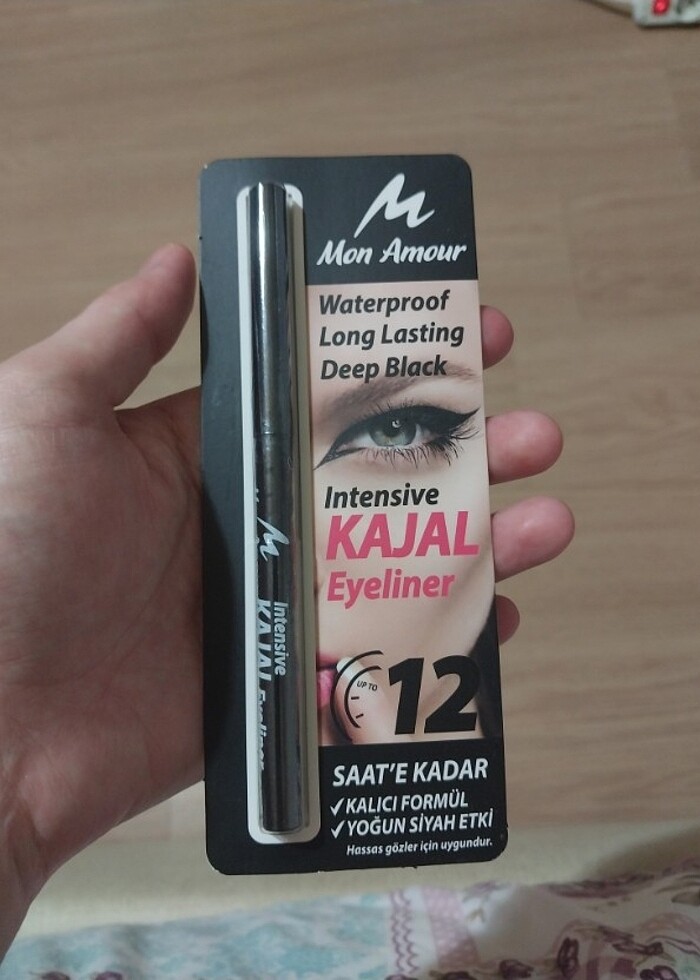 Mon Amour
Waterproof
Long Lasting
Deep Black
Intensive
KAJAL
Eyeliner
UP TO
12
SAAT'E KADAR
✓KALICI FORMÜL
✓YOĞUN SİYAH ETKİ
Hassas gözler için uygundur.
Intensive
KAJAL Eyeliner